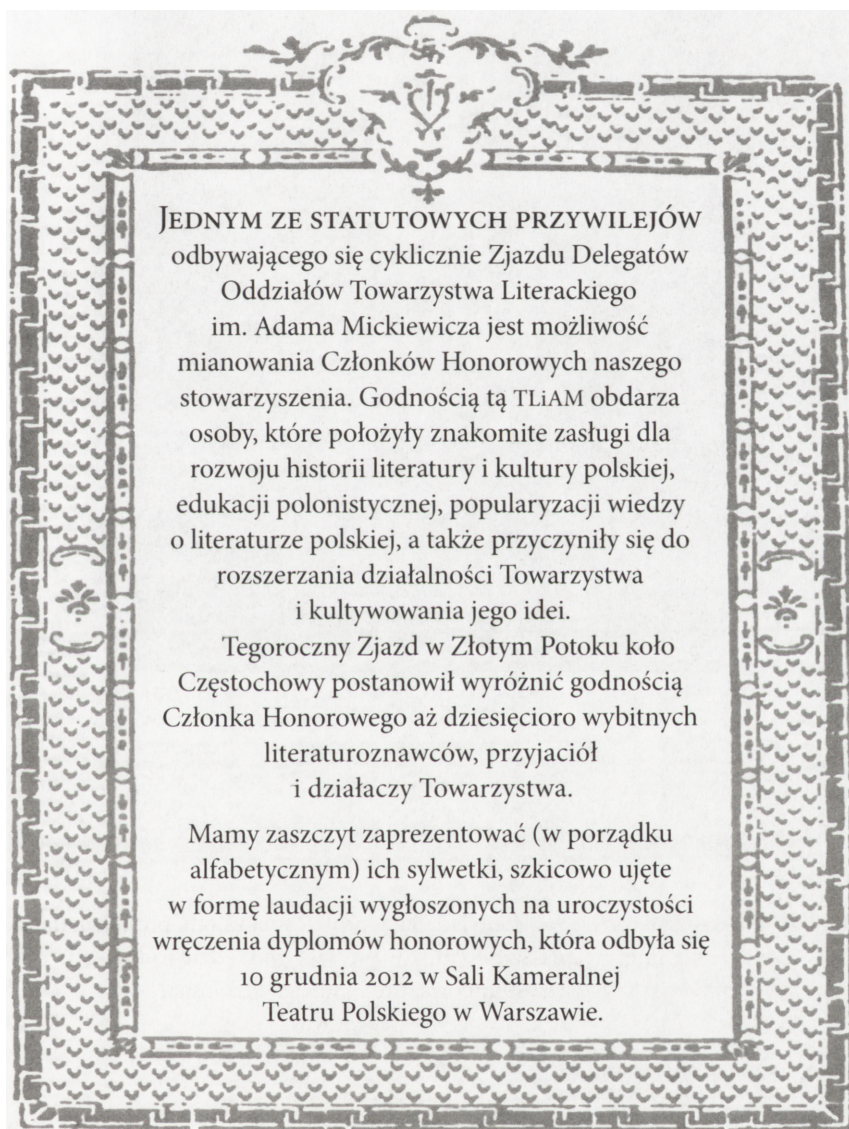 JEDNYM ZE STATUTOWYCH PRZYWILEJÓW
odbywającego się cyklicznie Zjazdu Delegatów
Oddziałów Towarzystwa Literackiego
im. Adama Mickiewicza jest możliwość
mianowania Członków Honorowych naszego
stowarzyszenia. Godnością tą TLiAM obdarza
osoby, które położyły znakomite zasługi dla
rozwoju historii literatury i kultury polskiej,
edukacji polonistycznej, popularyzacji wiedzy
o literaturze polskiej, a także przyczyniły się do
rozszerzania działalności Towarzystwa
i kultywowania jego idei.
Tegoroczny Zjazd w Złotym Potoku koło
Częstochowy postanowił wyróżnić godnością
Członka Honorowego aż dziesięcioro wybitnych
literaturoznawców, przyjaciół
i działaczy Towarzystwa.
Mamy zaszczyt zaprezentować (w porządku
alfabetycznym) ich sylwetki, szkicowo ujęte
w formę laudacji wygłoszonych na uroczystości
wręczenia dyplomów honorowych, która odbyła się
10 grudnia 2012 w Sali Kameralnej
Teatru Polskiego w Warszawie.